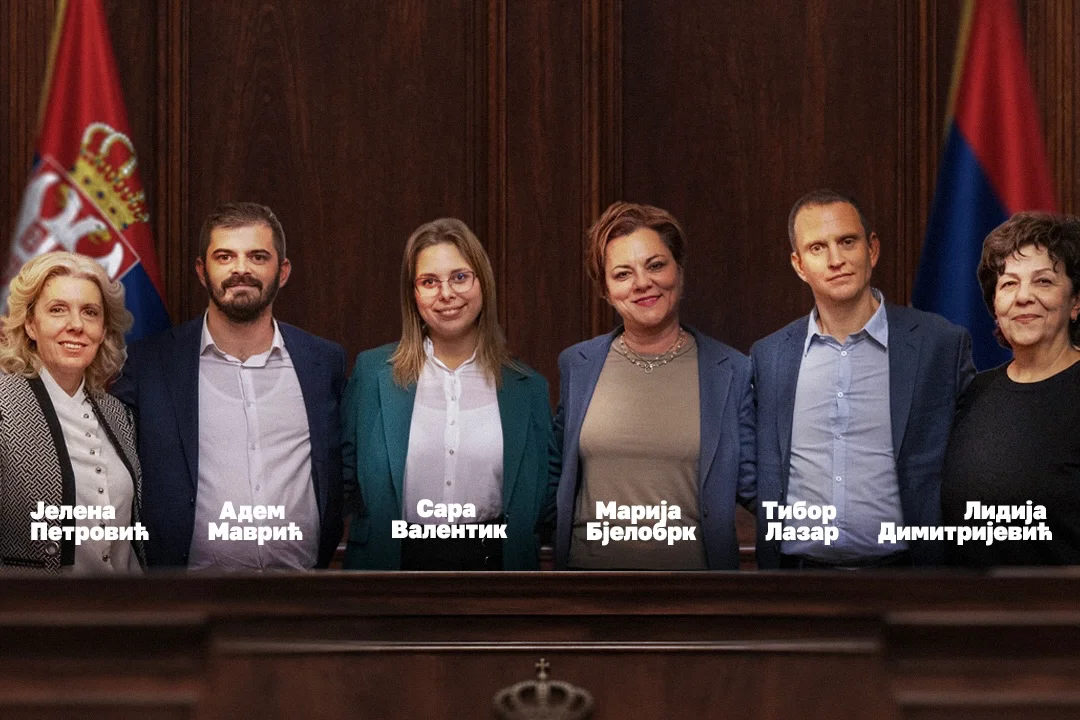 Јелена
Петровић
Адем
Маврић
Сара
Валентик
Марија
Бјелобрк
Тибор
Лазар
Лидија
Димитријевић